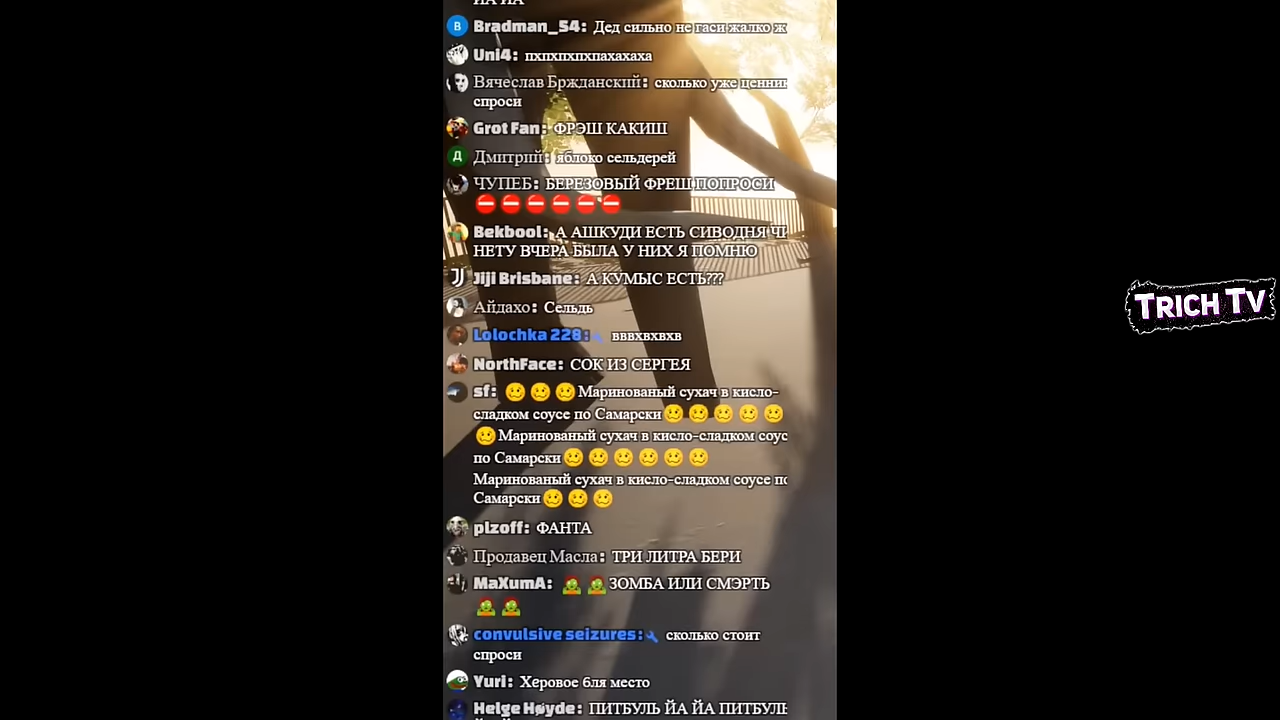 ЙА ЙА
Bradman_54: Дед сильно не гаси жалко ж
Uni4: пхпхпхпхпахахаха
Вячеслав Бржданский: сколько уже ценник
спроси
Grot Fan: ФРЭШ КАКИШ
Дмитрий: яблоко сельдерей
ЧУПЕБ: БЕРЕЗОВЫЙ ФРЕШ ПОПРОСИ
⛔⛔⛔⛔⛔⛔
Bekbool: А АШКУДИ ЕСТЬ СИВОДНЯ ЧИ
НЕТУ ВЧЕРА БЫЛА У НИХ Я ПОМНЮ
Jiji Brisbane: А КУМЫС ЕСТЬ???
Айдахо: Сельдь
Lolochka 228: вввхвхвхв
NorthFace: СОК ИЗ СЕРГЕЯ
sf: 🥴🥴🥴Маринованый сухач в кисло-
сладком соусе по Самарски🥴🥴🥴🥴🥴
🥴Маринованый сухач в кисло-сладком соус
по Самарски🥴🥴🥴🥴🥴🥴
Маринованый сухач в кисло-сладком соусе по
Самарски🥴🥴🥴
plzoff: ФАНТА
Продавец Масла: ТРИ ЛИТРА БЕРИ
MaXumA: 🧟‍♀️🧟‍♀️ЗОМБА ИЛИ СМЭРТЬ
🧟‍♀️🧟‍♀️
convulsive seizures: сколько стоит
спроси
Yuri: Херовое бля место
Helge Høyde: ПИТБУЛЬ ЙА ЙА ПИТБУЛЬ
TRICH TV